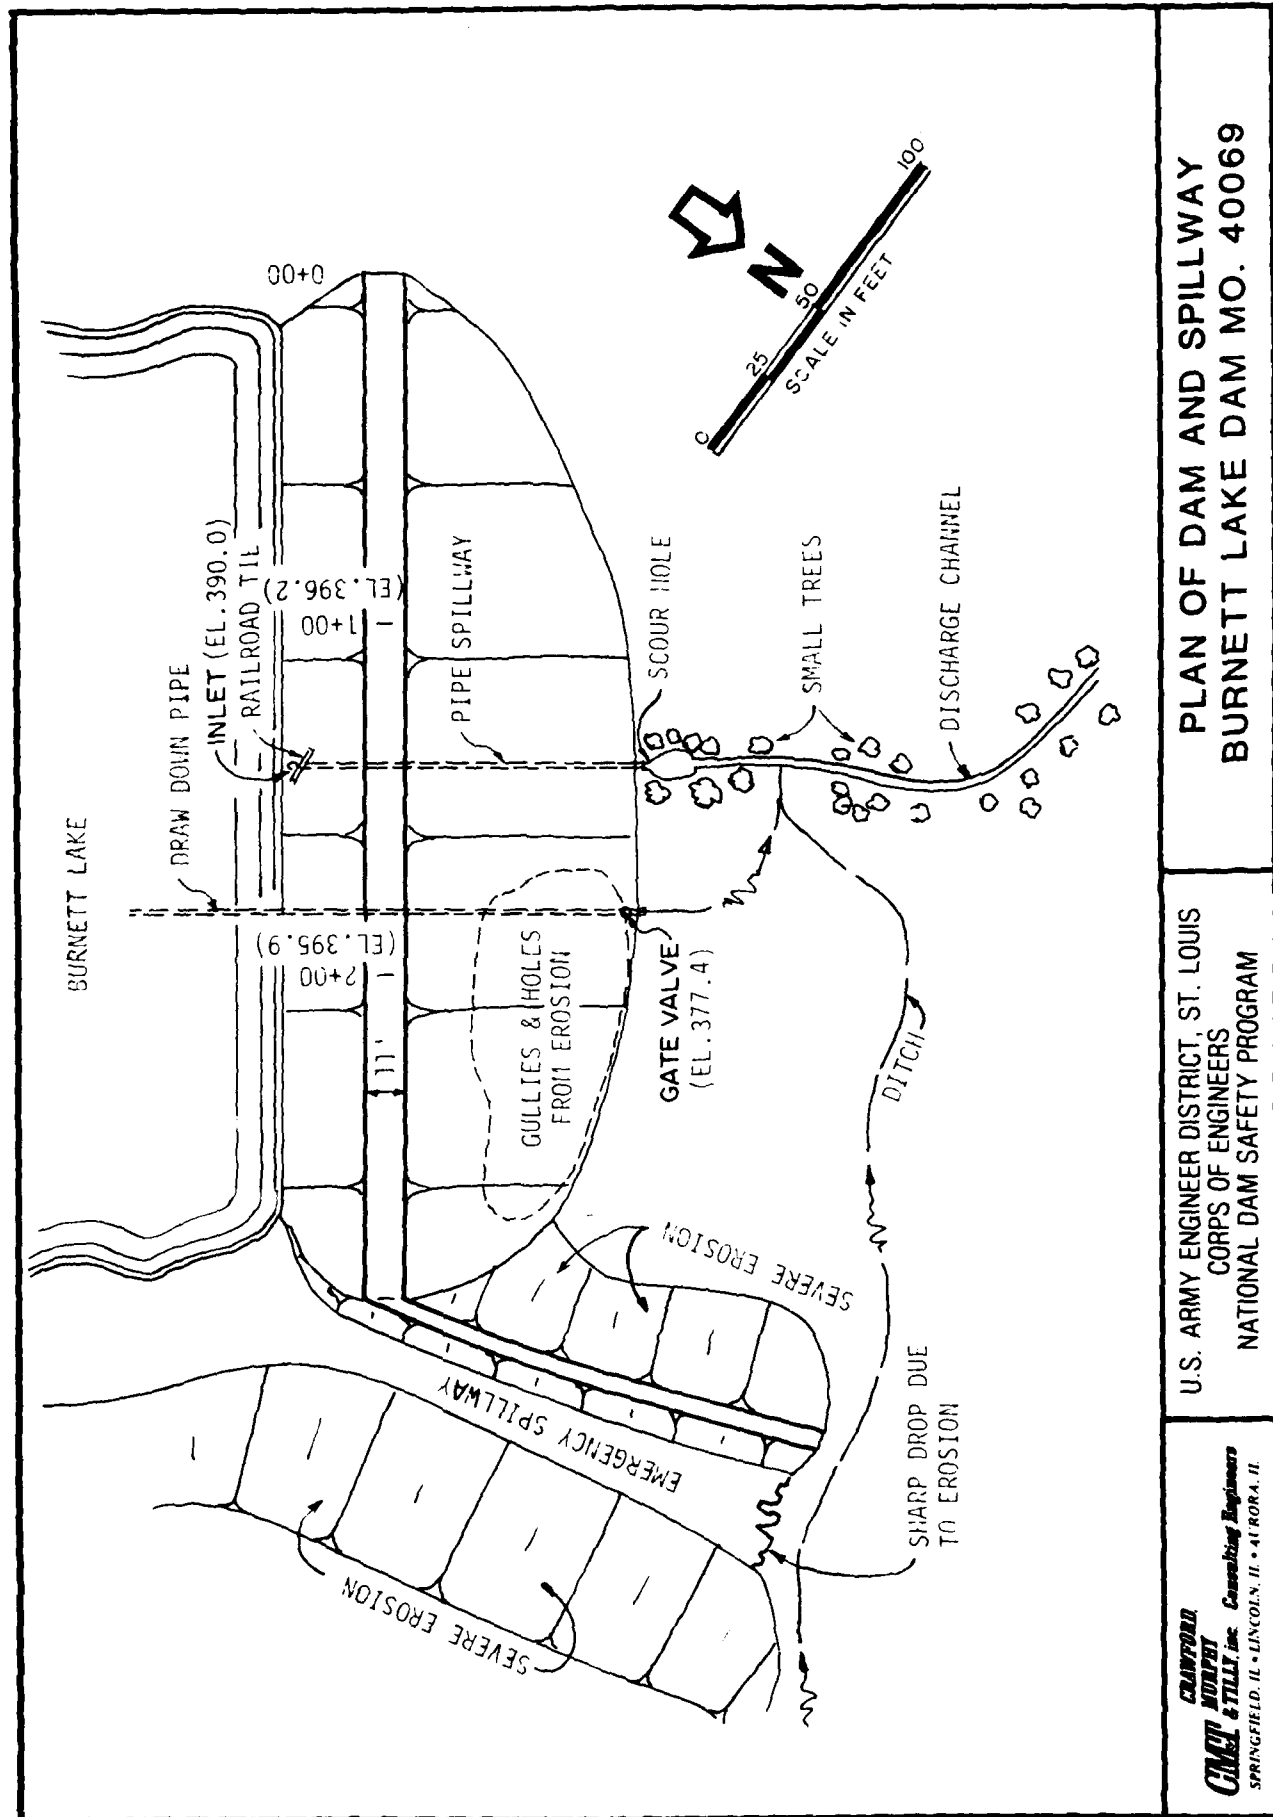 BURNETT LAKE
DRAW DOWN PIPE
INLET (EL.390.0)
RAILROAD TIE
0+00
1+00
(EL.396.2)
2+00
(EL.395.9)
11'
PIPE SPILLWAY
GULLIES & HOLES
FROM EROSION
GATE VALVE
(EL.377.4)
SCOUR HOLE
SMALL TREES
DISCHARGE CHANNEL
DITCH
SEVERE EROSION
EMERGENCY SPILLWAY
SEVERE EROSION
SHARP DROP DUE
TO EROSION
N
0 25 50 100
SCALE IN FEET
CRAWFORD,
MURPHY
CMT & TILLY, inc. Consulting Engineers
SPRINGFIELD, IL • LINCOLN, IL • AURORA, IL
U.S. ARMY ENGINEER DISTRICT, ST. LOUIS
CORPS OF ENGINEERS
NATIONAL DAM SAFETY PROGRAM
PLAN OF DAM AND SPILLWAY
BURNETT LAKE DAM MO. 40069